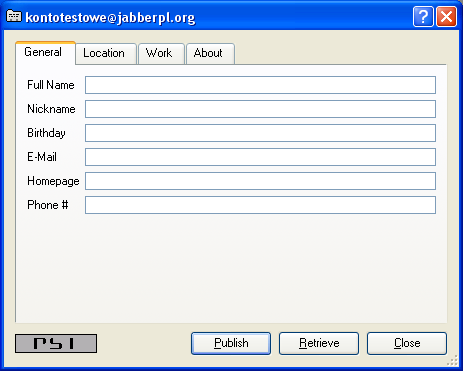 kontotestowe@jabberpl.org
General Location Work About
Full Name
Nickname
Birthday
E-Mail
Homepage
Phone #
PSI Publish Retrieve Close